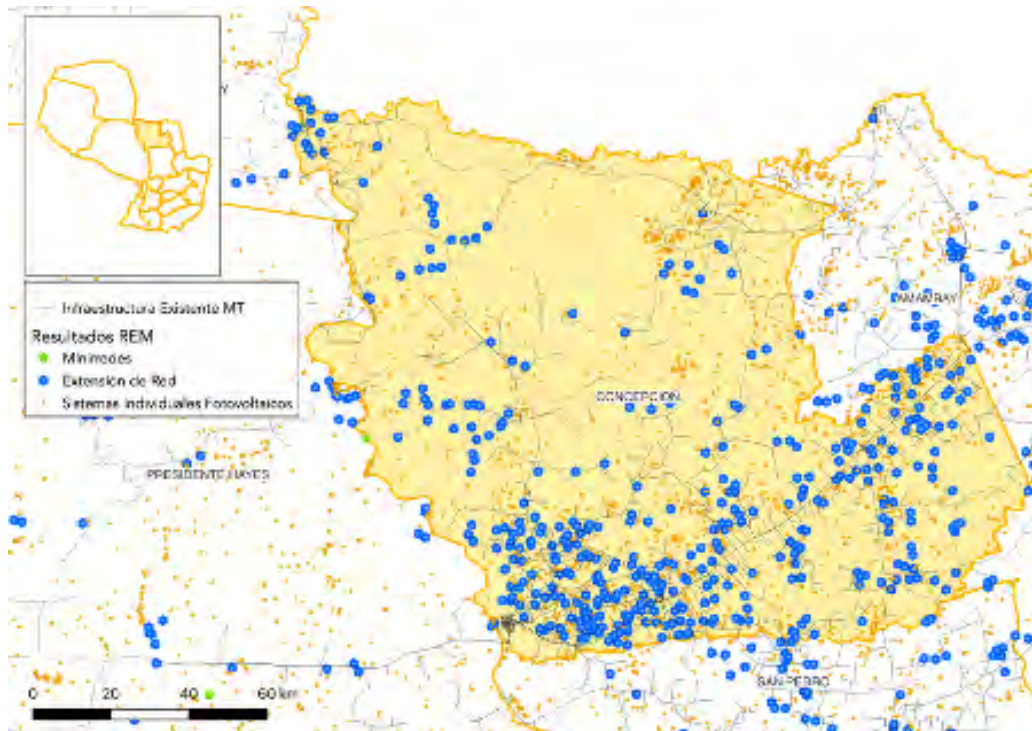 Y
Infraestructura Existente MT
Resultados REM
Miniredes
Extensión de Red
Sistemas Individuales Fotovoltaicos
AMAMBAY
CONCEPCION
PRESIDENTE HAYES
SAN PEDRO
0 20 40 60 km